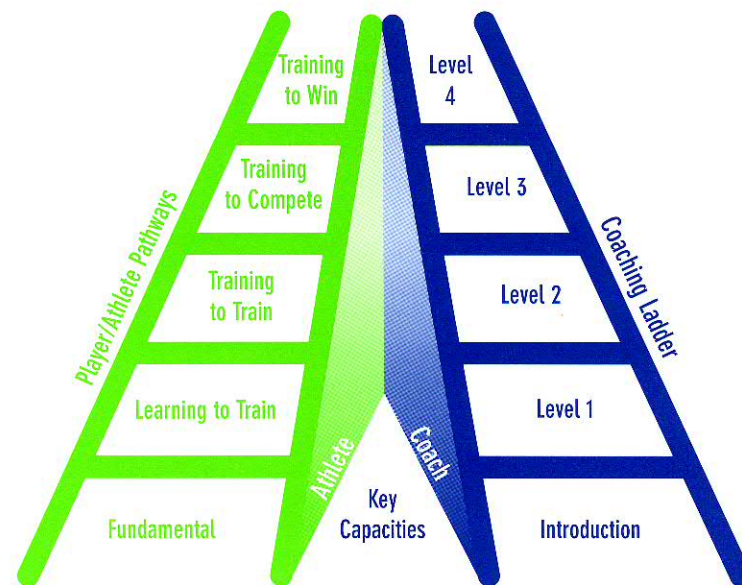 Training
to Win
Training
to Compete
Training
to Train
Learning to Train
Fundamental
Player/Athlete Pathways
Athlete
Key
Capacities
Coach
Level
4
Level 3
Level 2
Level 1
Introduction
Coaching Ladder